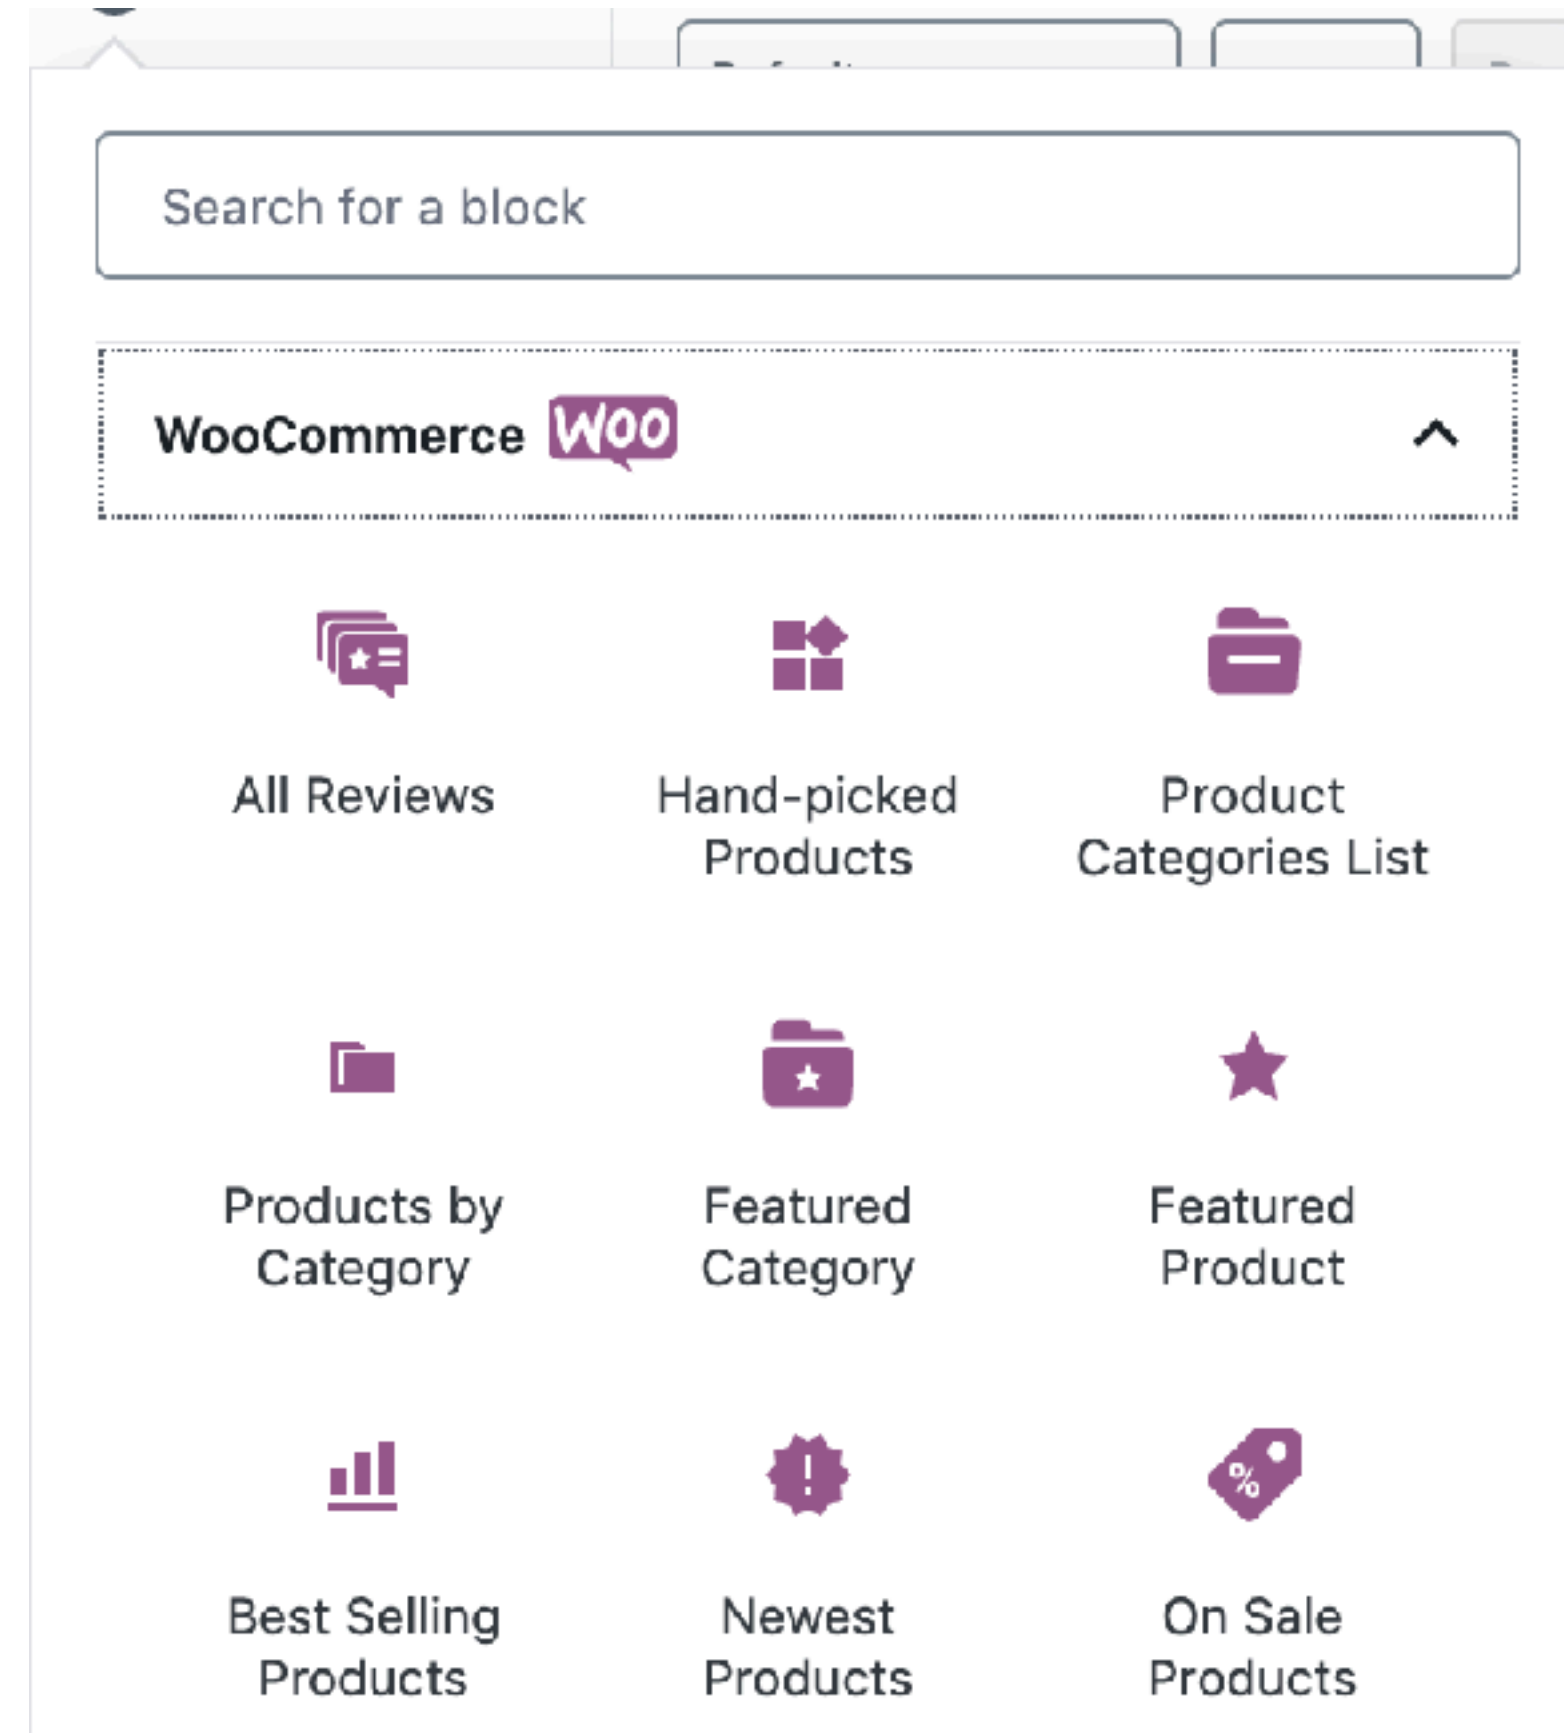 Search for a block
WooCommerce WOO
All Reviews
Hand-picked
Products
Product
Categories List
Products by
Category
Featured
Category
Featured
Product
!
%
Best Selling
Products
Newest
Products
On Sale
Products